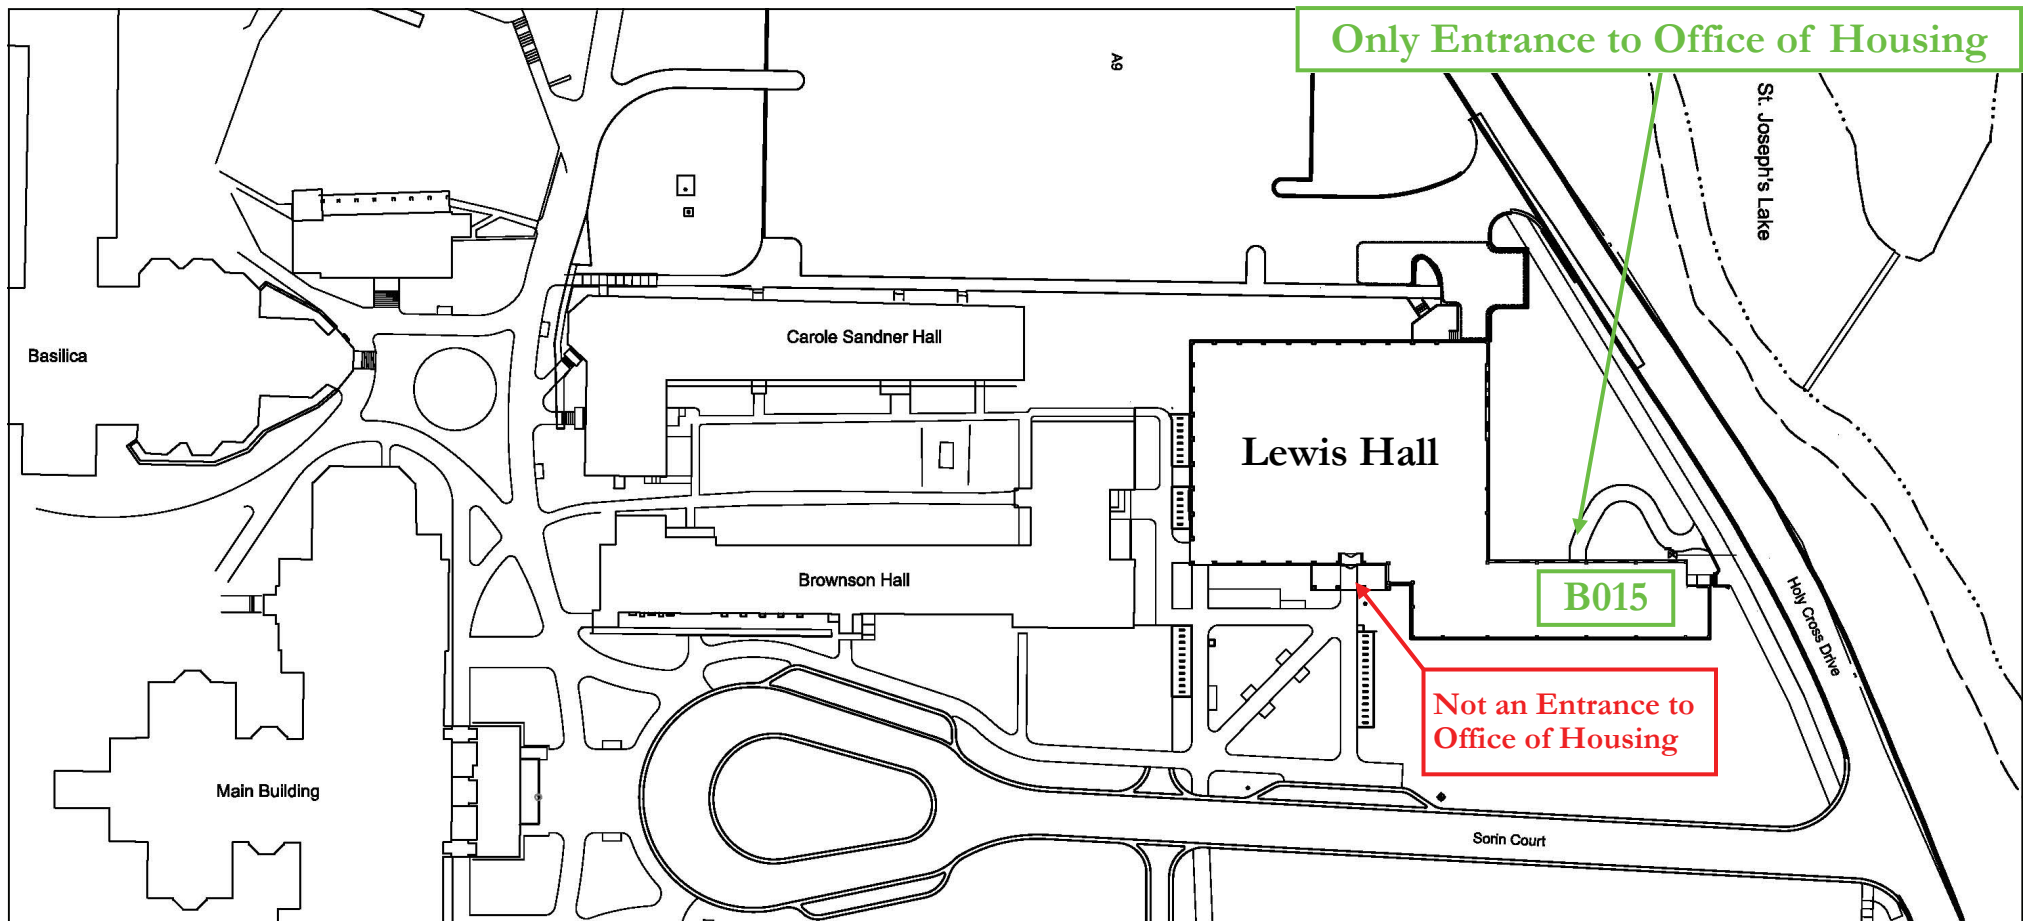 Only Entrance to Office of Housing
A9
St. Joseph's Lake
Carole Sandner Hall
Basilica
Lewis Hall
Brownson Hall
B015
Holy Cross Drive
Not an Entrance to
Office of Housing
Main Building
Sorin Court